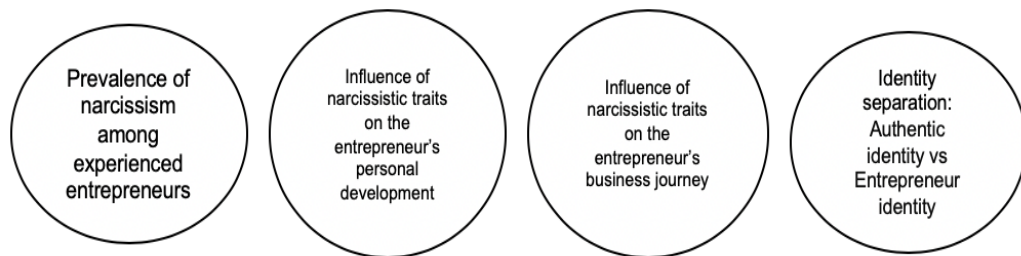 Prevalence of
narcissism
among
experienced
entrepreneurs
Influence of
narcissistic traits
on the
entrepreneur's
personal
development
Influence of
narcissistic traits
on the
entrepreneur's
business journey
Identity
separation:
Authentic
identity vs
Entrepreneur
identity